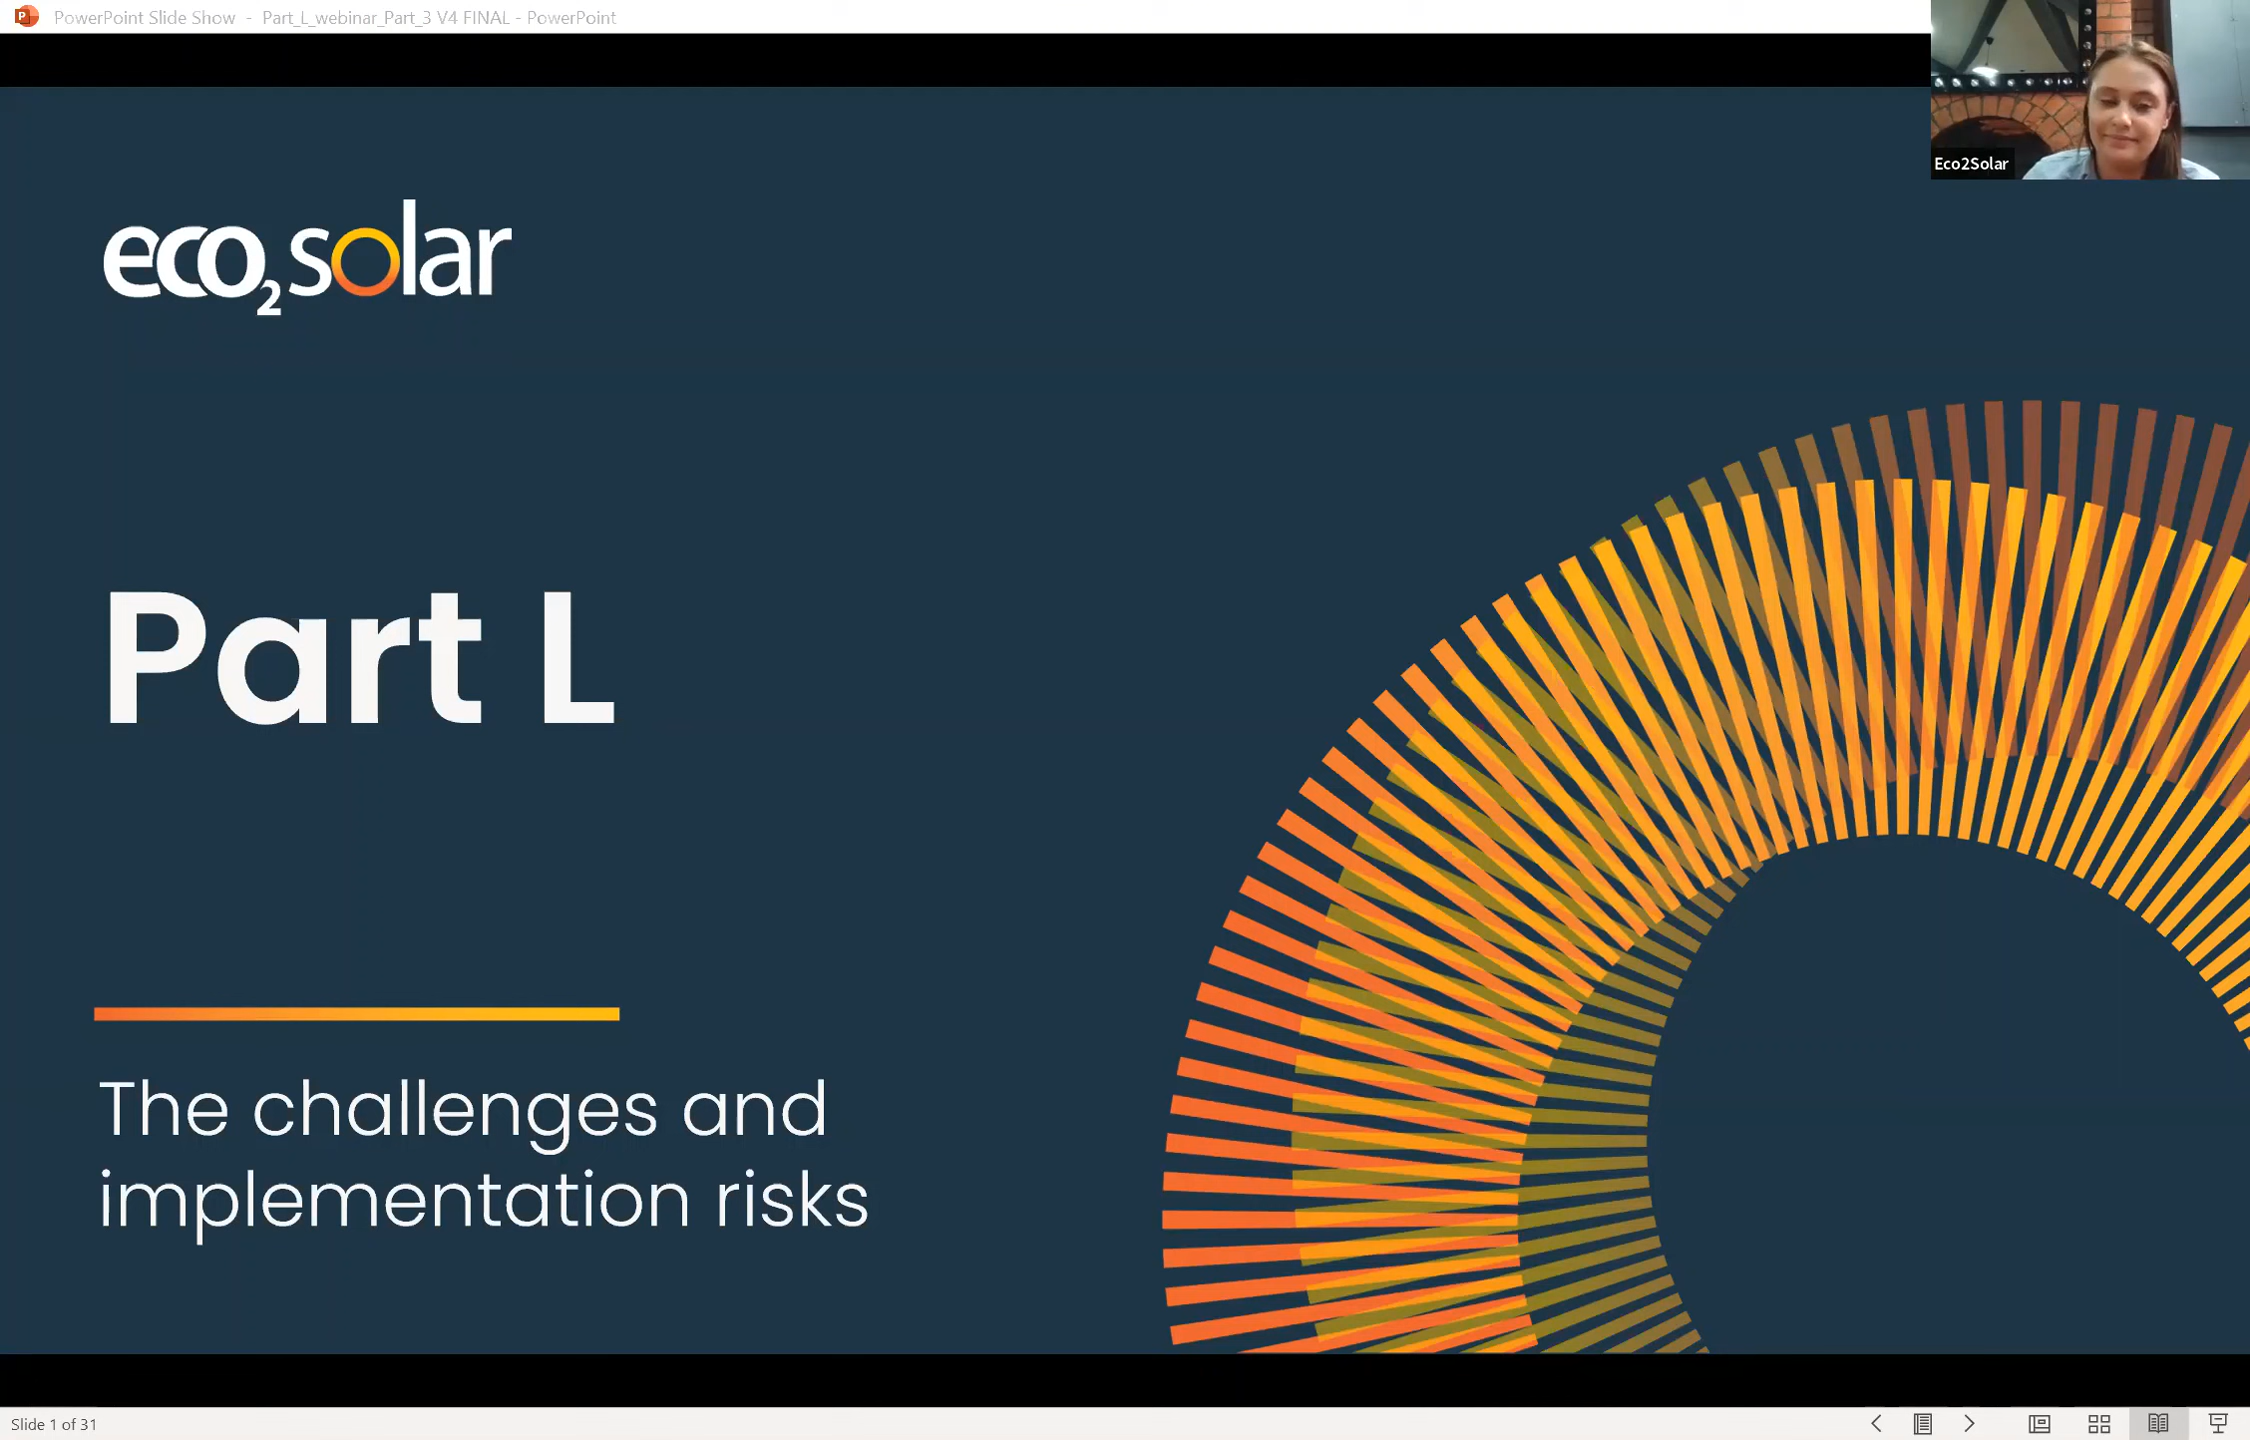 PowerPoint Slide Show - Part_L_webinar_Part_3 V4 FINAL - PowerPoint
Eco2Solar
eco2solar
Part L
The challenges and
implementation risks
Slide 1 of 31